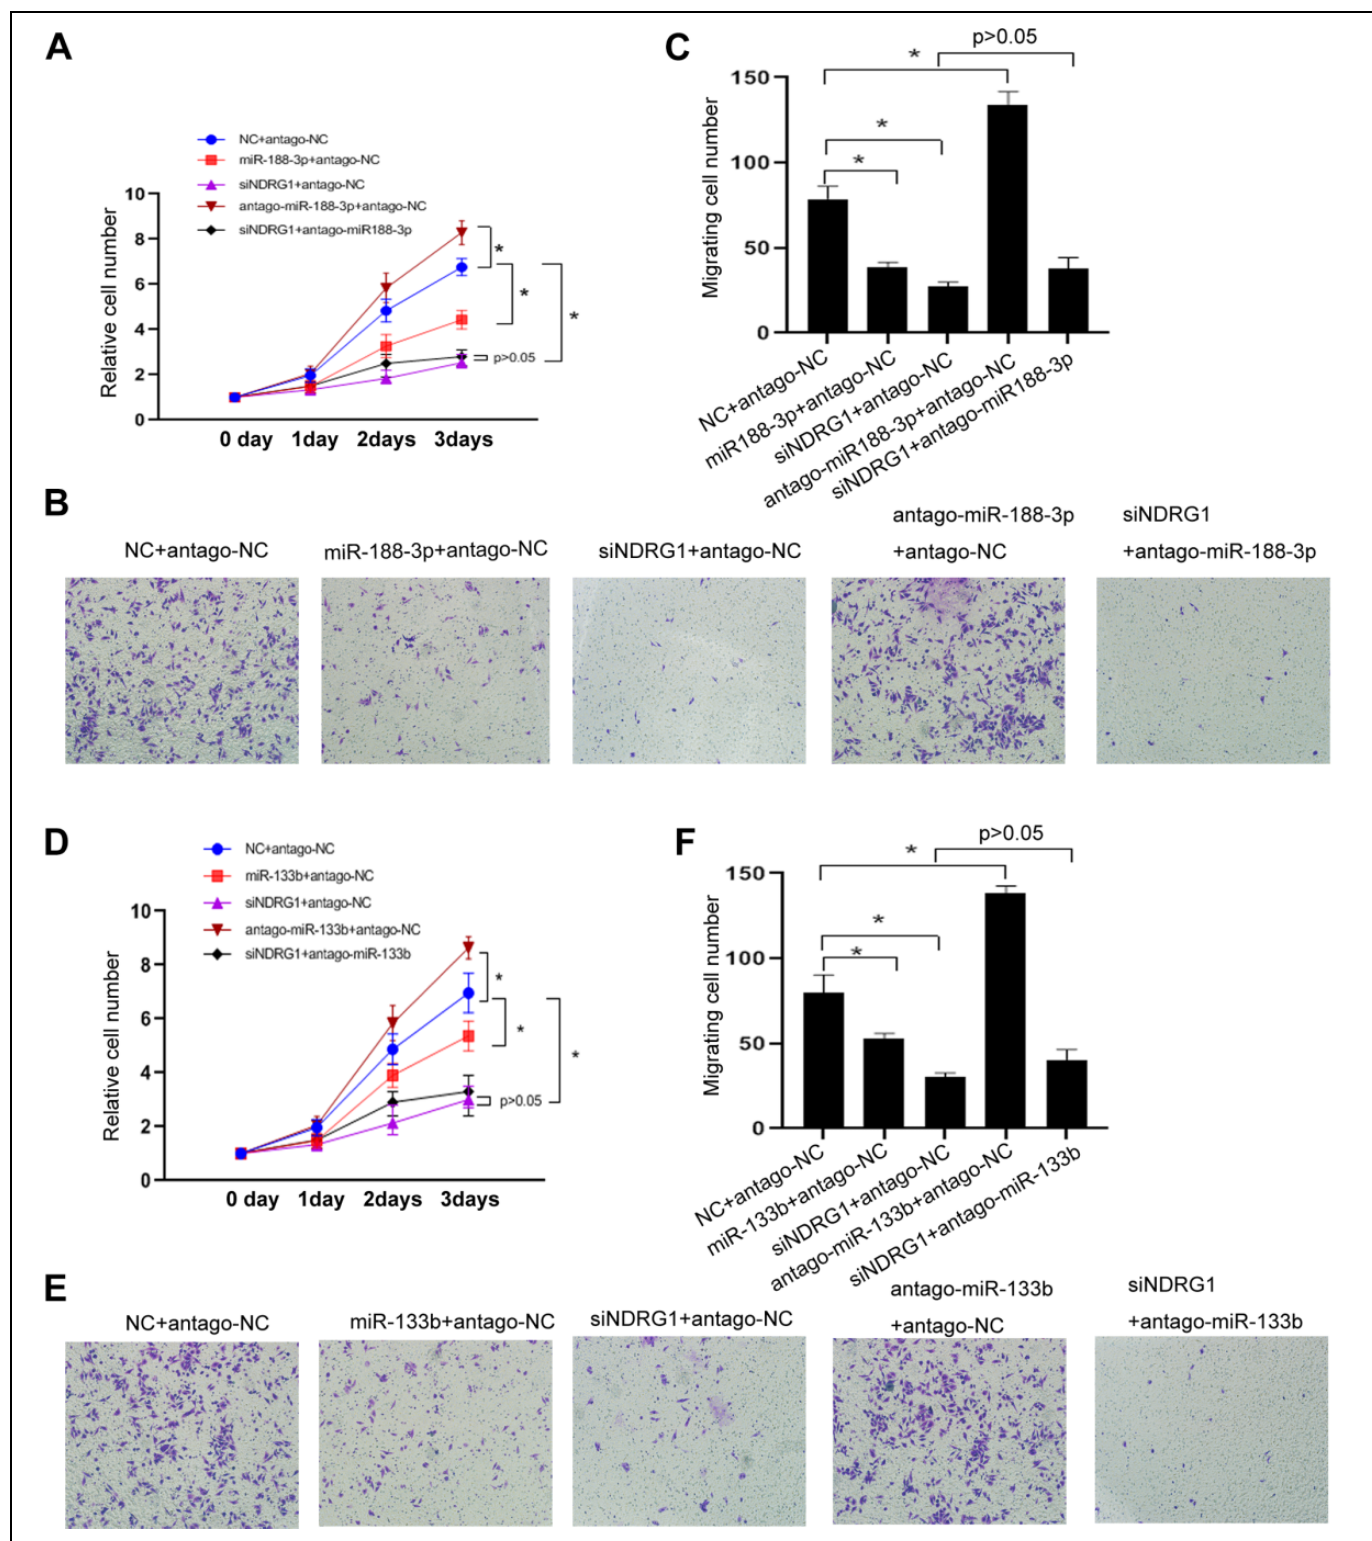 A
NC+antago-NC
miR-188-3p+antago-NC
siNDRG1+antago-NC
antago-miR-188-3p+antago-NC
siNDRG1+antago-miR188-3p
Relative cell number
10
8
6
4
2
0
*
*
*
p>0.05
0 day 1day 2days 3days
C
p>0.05
*
*
*
Migrating cell number
150
100
50
0
NC+antago-NC
miR188-3p+antago-NC
siNDRG1+antago-NC
antago-miR188-3p+antago-NC
siNDRG1+antago-miR188-3p
B
NC+antago-NC
miR-188-3p+antago-NC
siNDRG1+antago-NC
antago-miR-188-3p
+antago-NC
siNDRG1
+antago-miR-188-3p
D
NC+antago-NC
miR-133b+antago-NC
siNDRG1+antago-NC
antago-miR-133b+antago-NC
siNDRG1+antago-miR-133b
Relative cell number
10
8
6
4
2
0
*
*
*
p>0.05
0 day 1day 2days 3days
F
p>0.05
*
*
*
Migrating cell number
150
100
50
0
NC+antago-NC
miR-133b+antago-NC
siNDRG1+antago-NC
antago-miR-133b+antago-NC
siNDRG1+antago-miR-133b
E
NC+antago-NC
miR-133b+antago-NC
siNDRG1+antago-NC
antago-miR-133b
+antago-NC
siNDRG1
+antago-miR-133b